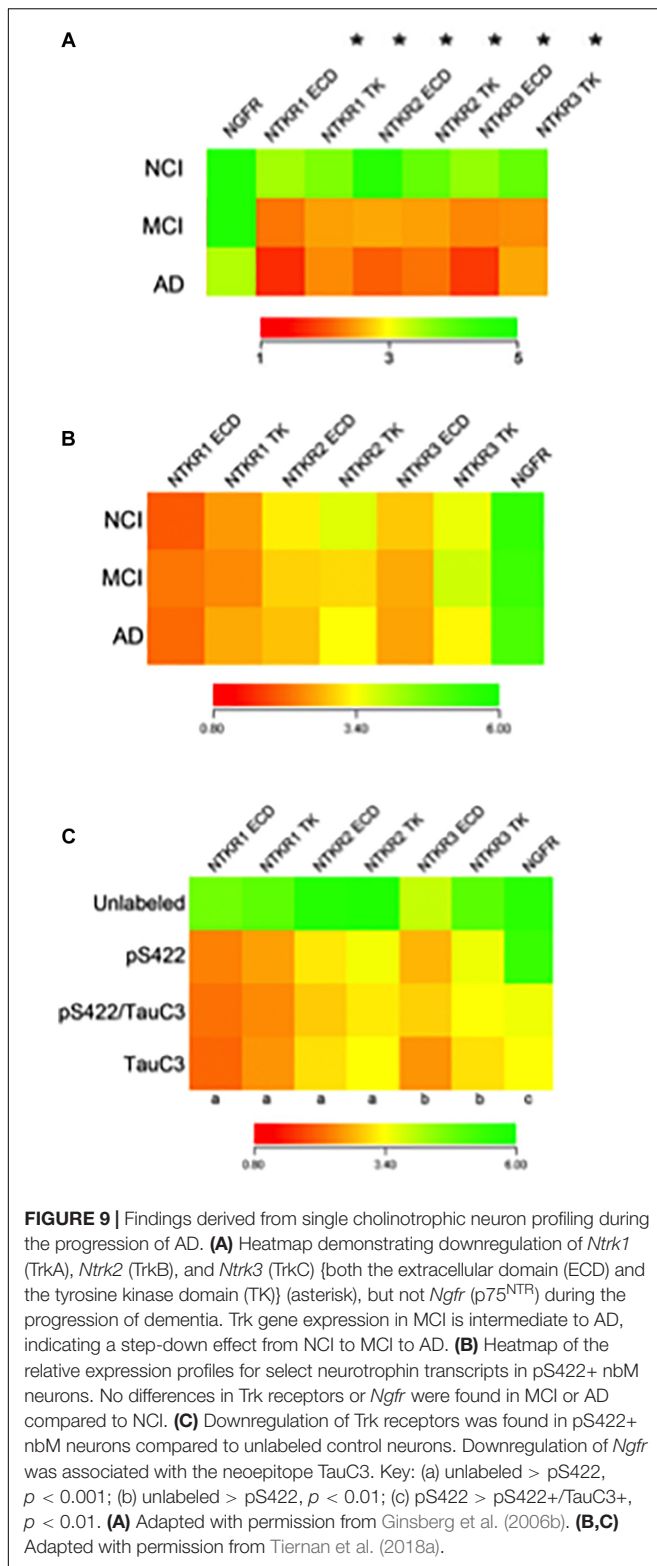 A
★ ★ ★ ★ ★ ★
NGFR NTKR1 ECD NTKR1 TK NTKR2 ECD NTKR2 TK NTKR3 ECD NTKR3 TK
NCI
MCI
AD
1 3 5
B
NTKR1 ECD NTKR1 TK NTKR2 ECD NTKR2 TK NTKR3 ECD NTKR3 TK NGFR
NCI
MCI
AD
0.80 3.40 6.00
C
NTKR1 ECD NTKR1 TK NTKR2 ECD NTKR2 TK NTKR3 ECD NTKR3 TK NGFR
Unlabeled
pS422
pS422/TauC3
TauC3
a a a a b b c
0.80 3.40 6.00
FIGURE 9 | Findings derived from single cholinotrophic neuron profiling during
the progression of AD. (A) Heatmap demonstrating downregulation of Ntrk1
(TrkA), Ntrk2 (TrkB), and Ntrk3 (TrkC) {both the extracellular domain (ECD) and
the tyrosine kinase domain (TK)} (asterisk), but not Ngfr (p75NTR) during the
progression of dementia. Trk gene expression in MCI is intermediate to AD,
indicating a step-down effect from NCI to MCI to AD. (B) Heatmap of the
relative expression profiles for select neurotrophin transcripts in pS422+ nbM
neurons. No differences in Trk receptors or Ngfr were found in MCI or AD
compared to NCI. (C) Downregulation of Trk receptors was found in pS422+
nbM neurons compared to unlabeled control neurons. Downregulation of Ngfr
was associated with the neoepitope TauC3. Key: (a) unlabeled > pS422,
p < 0.001; (b) unlabeled > pS422, p < 0.01; (c) pS422 > pS422+/TauC3+,
p < 0.01. (A) Adapted with permission from Ginsberg et al. (2006b). (B,C)
Adapted with permission from Tiernan et al. (2018a).